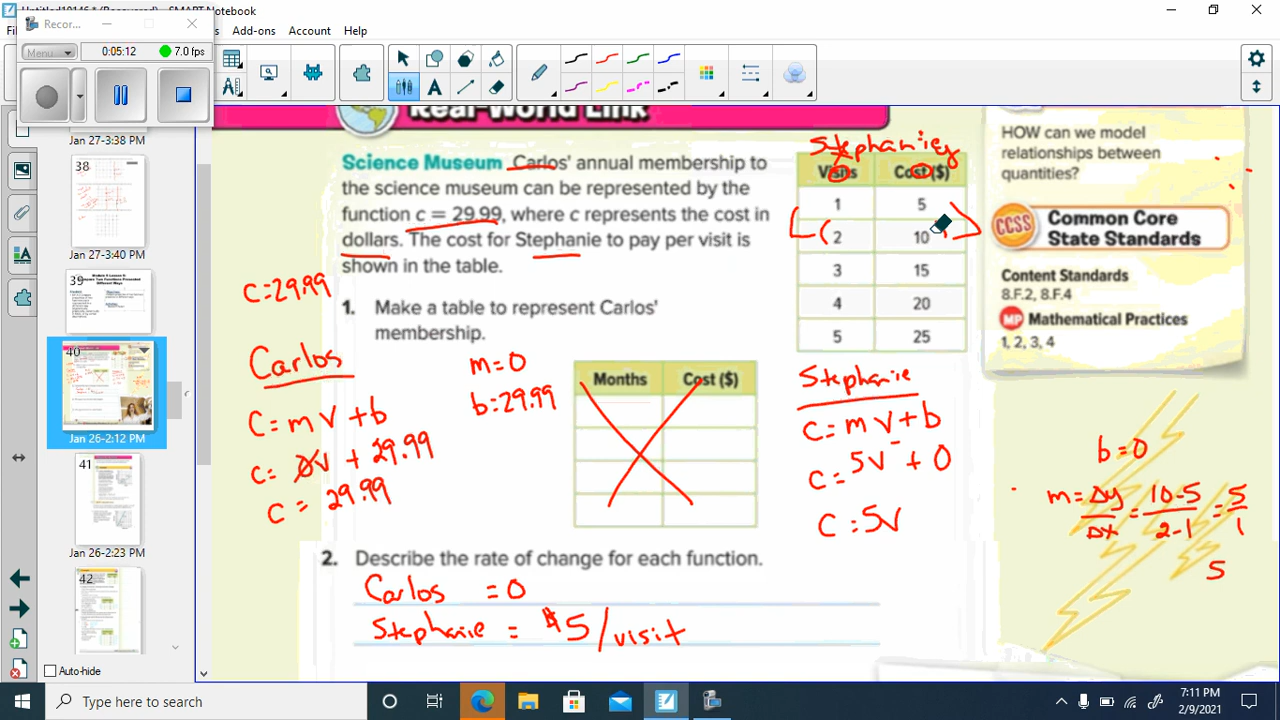 Untitled10146 * - SMART Notebook
Recor...
Add-ons Account Help
Menu 0:05:12 7.0 fps
Jan 27-3:38 PM
38
Jan 27-3:40 PM
39
40
Jan 26-2:12 PM
41
Jan 26-2:23 PM
42
Auto-hide
Real-World Link
Science Museum Carlos' annual membership to
the science museum can be represented by the
function c = 29.99, where c represents the cost in
dollars. The cost for Stephanie to pay per visit is
shown in the table.
c=29.99
1. Make a table to represent Carlos'
membership.
Carlos
C = m v + b
c = 0v + 29.99
c = 29.99
m=0
b=29.99
Months Cost ($)
Stephanie
x y
Visits Cost ($)
1 5
2 10
3 15
4 20
5 25
Stephanie
C = m v + b
C = 5v + 0
C = 5v
2. Describe the rate of change for each function.
Carlos = 0
Stephanie = $5/visit
HOW can we model
relationships between
quantities?
CCSS Common Core
State Standards
Content Standards
8.F.2, 8.F.4
MP Mathematical Practices
1, 2, 3, 4
b=0
m = Δy/Δx = 10-5/2-1 = 5/1
5
Type here to search
7:11 PM
2/9/2021